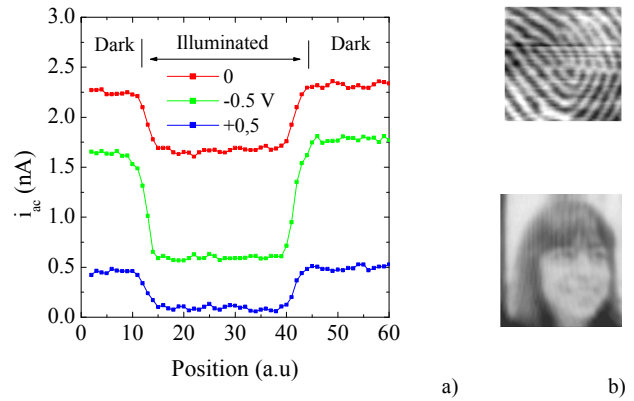 Dark
Illuminated
Dark
3.0
2.5
2.0
1.5
1.0
0.5
0.0
i_ac (nA)
0
-0.5 V
+0,5
0 10 20 30 40 50 60
Position (a.u)
a)
b)